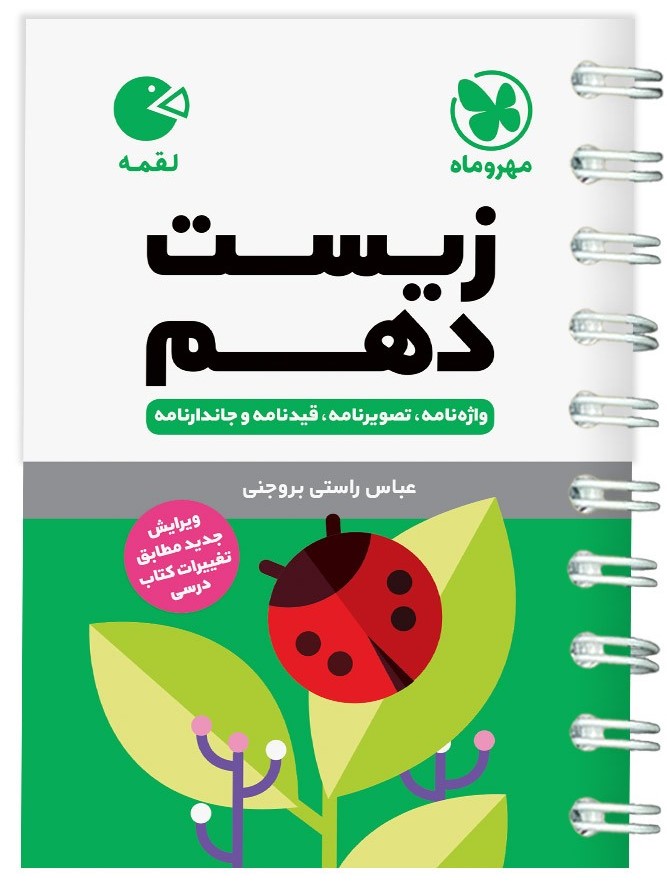 مهروماه
لقمه
زیست
دهم
واژه‌نامه، تصویرنامه، قیدنامه و جاندارنامه
عباس راستی بروجنی
ویرایش
جدید مطابق
تغییرات کتاب
درسی